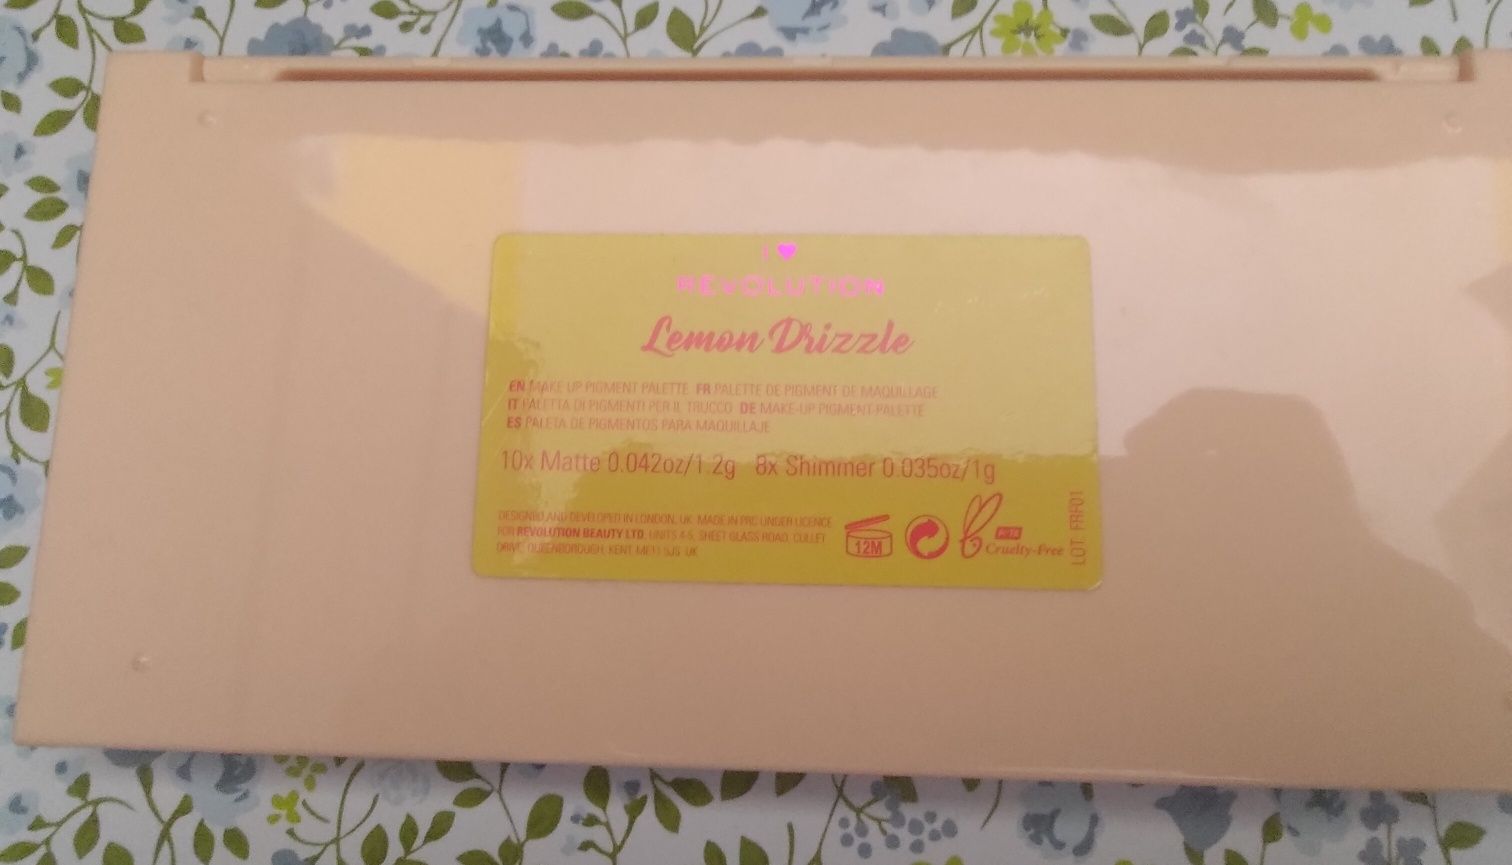 I ♥
REVOLUTION
Lemon Drizzle
EN MAKE UP PIGMENT PALETTE FR PALETTE DE PIGMENT DE MAQUILLAGE
IT PALETTA DI PIGMENTI PER IL TRUCCO DE MAKE-UP PIGMENT-PALETTE
ES PALETA DE PIGMENTOS PARA MAQUILLAJE
10x Matte 0.042oz/1.2g 8x Shimmer 0.035oz/1g
DESIGNED AND DEVELOPED IN LONDON, UK. MADE IN PRC UNDER LICENCE
FOR REVOLUTION BEAUTY LTD, UNITS 4-5, SHEET GLASS ROAD, CULLET
DRIVE, QUEENBOROUGH, KENT, ME11 5JS UK
12M
PETA
Cruelty-Free
LOT FRF01